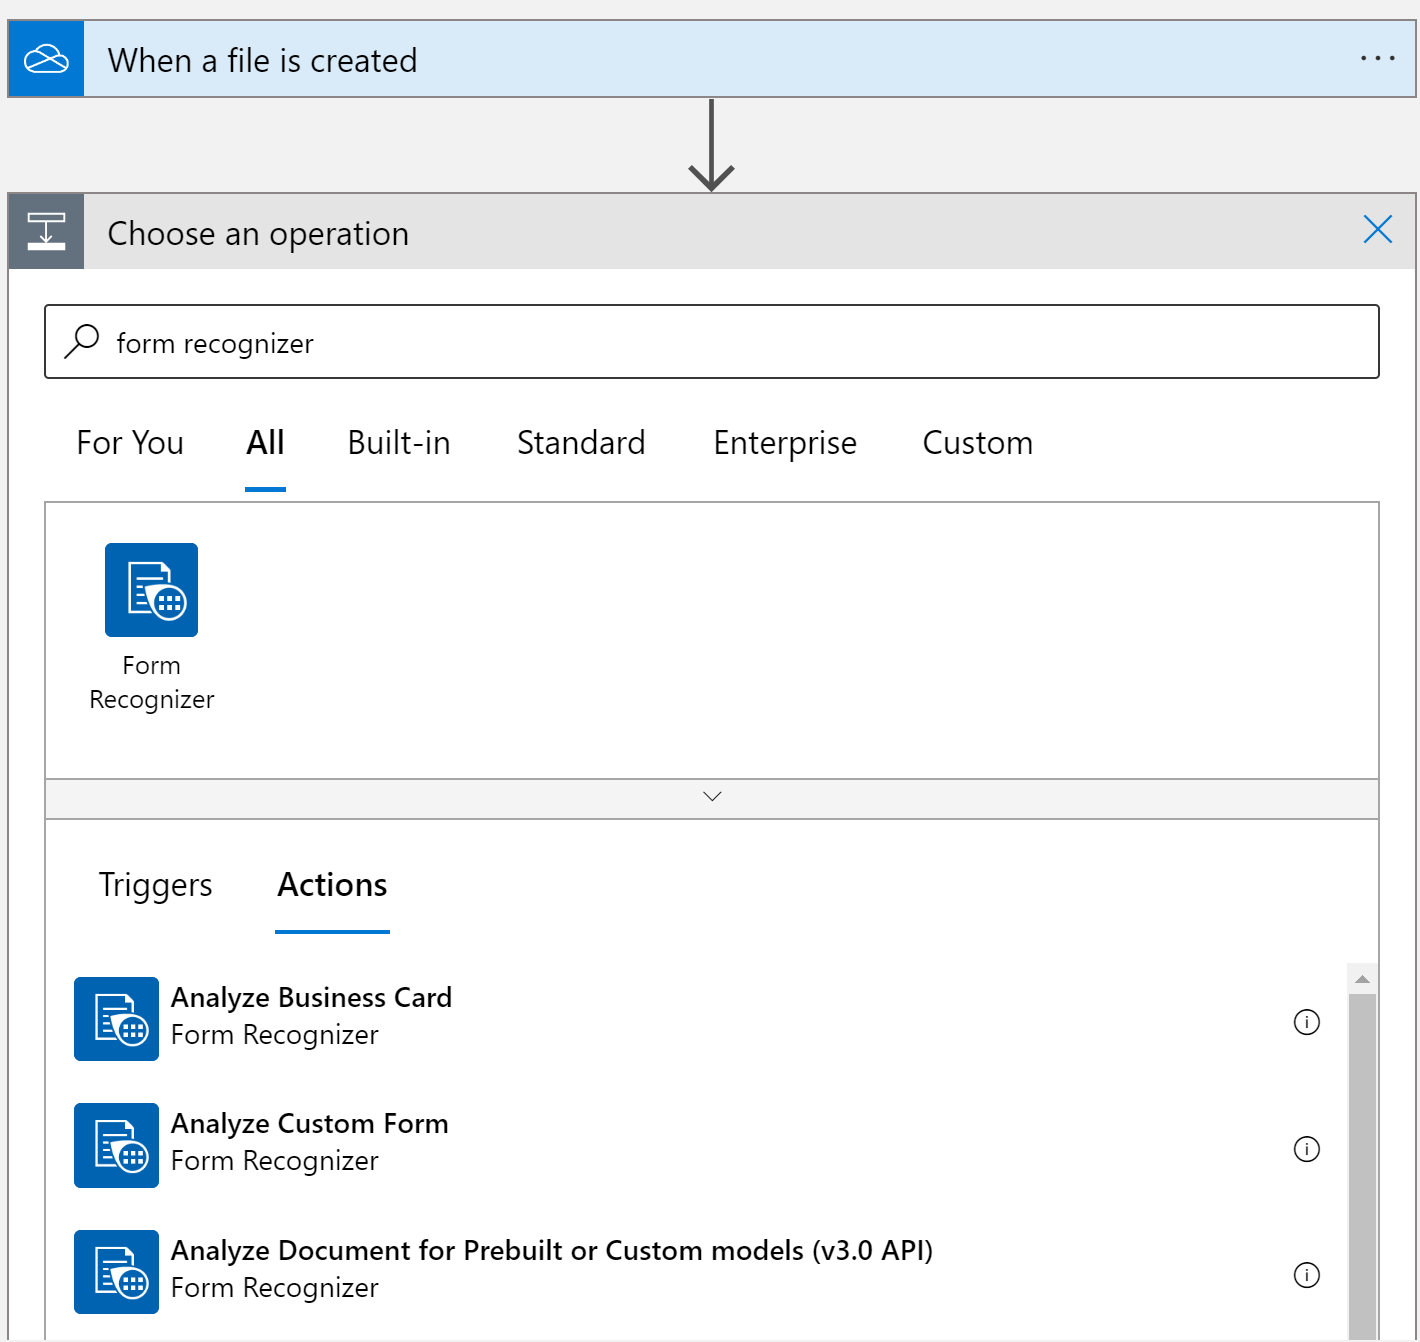 When a file is created
Choose an operation
form recognizer
For You All Built-in Standard Enterprise Custom
Form
Recognizer
Triggers Actions
Analyze Business Card
Form Recognizer
Analyze Custom Form
Form Recognizer
Analyze Document for Prebuilt or Custom models (v3.0 API)
Form Recognizer